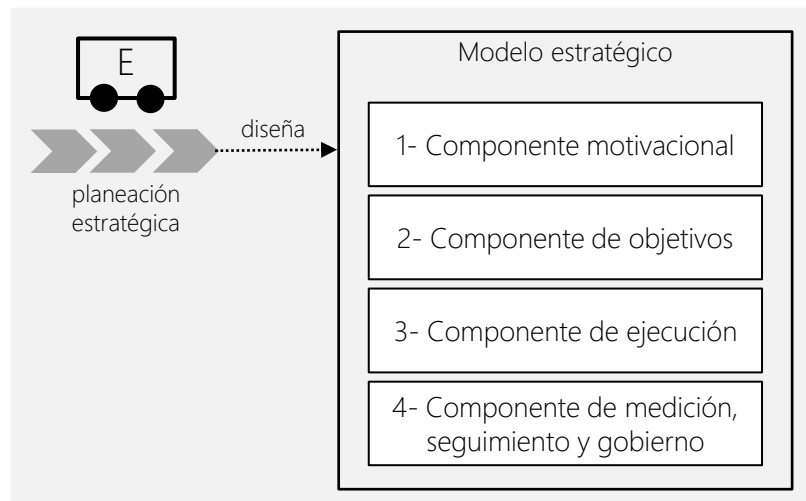 E
diseña
planeación
estratégica
Modelo estratégico
1- Componente motivacional
2- Componente de objetivos
3- Componente de ejecución
4- Componente de medición,
seguimiento y gobierno